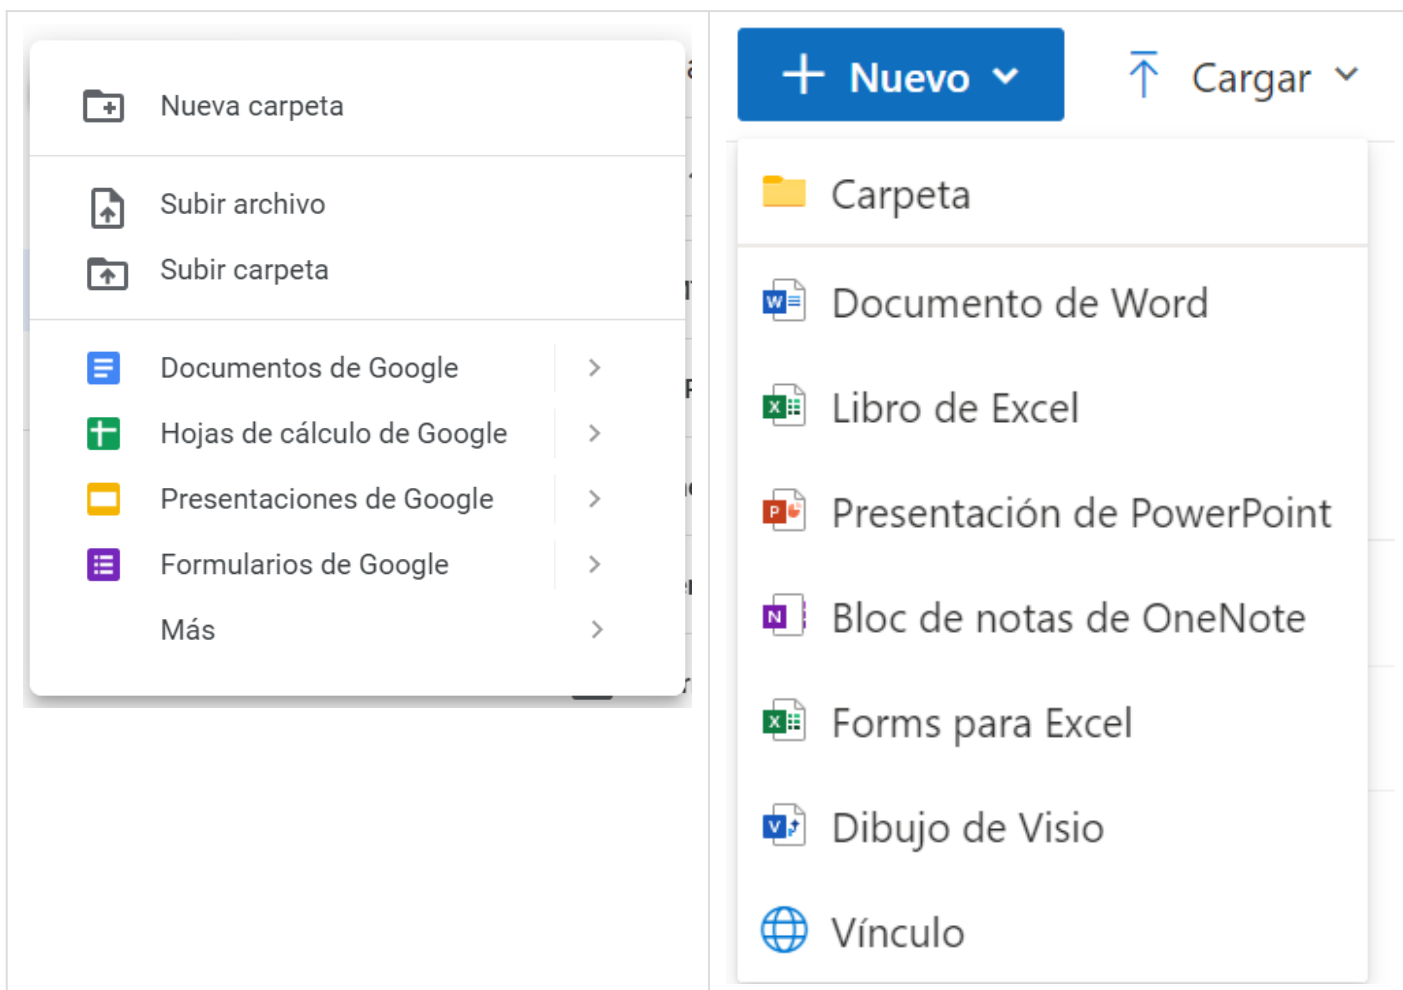 Nueva carpeta
Subir archivo
Subir carpeta
Documentos de Google
Hojas de cálculo de Google
Presentaciones de Google
Formularios de Google
Más
Nuevo
Cargar
Carpeta
Documento de Word
Libro de Excel
Presentación de PowerPoint
Bloc de notas de OneNote
Forms para Excel
Dibujo de Visio
Vínculo